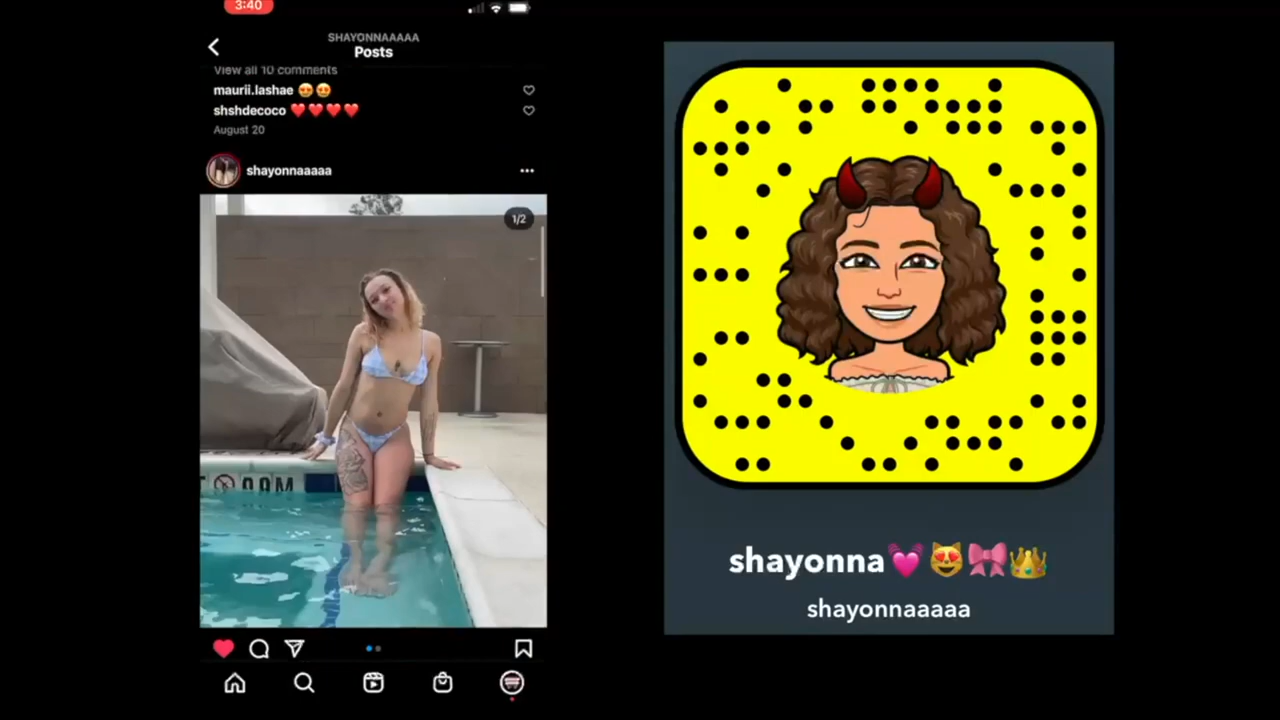 3:40
SHAYONNAAAAA
Posts
View all 10 comments
maurii.lashae 😍😍
shshdecoco ❤️❤️❤️❤️
August 20
shayonnaaaaa
1/2
shayonna💓😻🎀👑
shayonnaaaaa